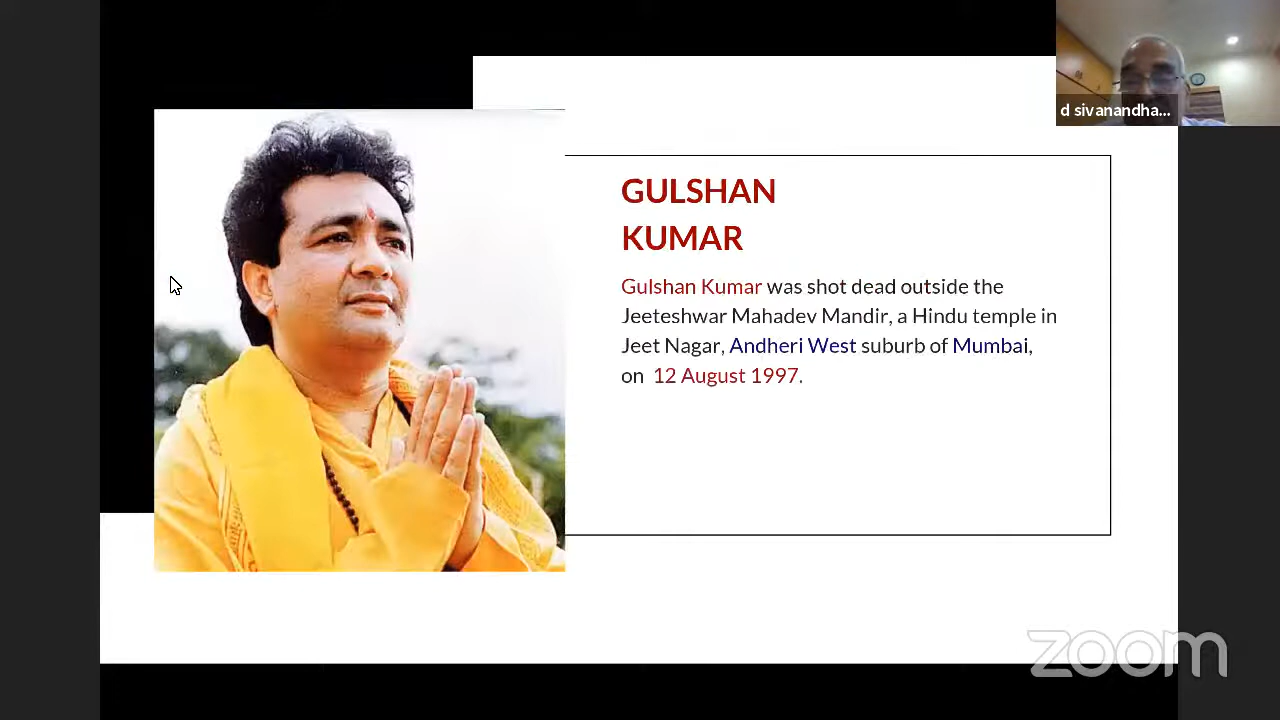 d sivanandha...
GULSHAN
KUMAR
Gulshan Kumar was shot dead outside the
Jeeteshwar Mahadev Mandir, a Hindu temple in
Jeet Nagar, Andheri West suburb of Mumbai,
on 12 August 1997.
zoom